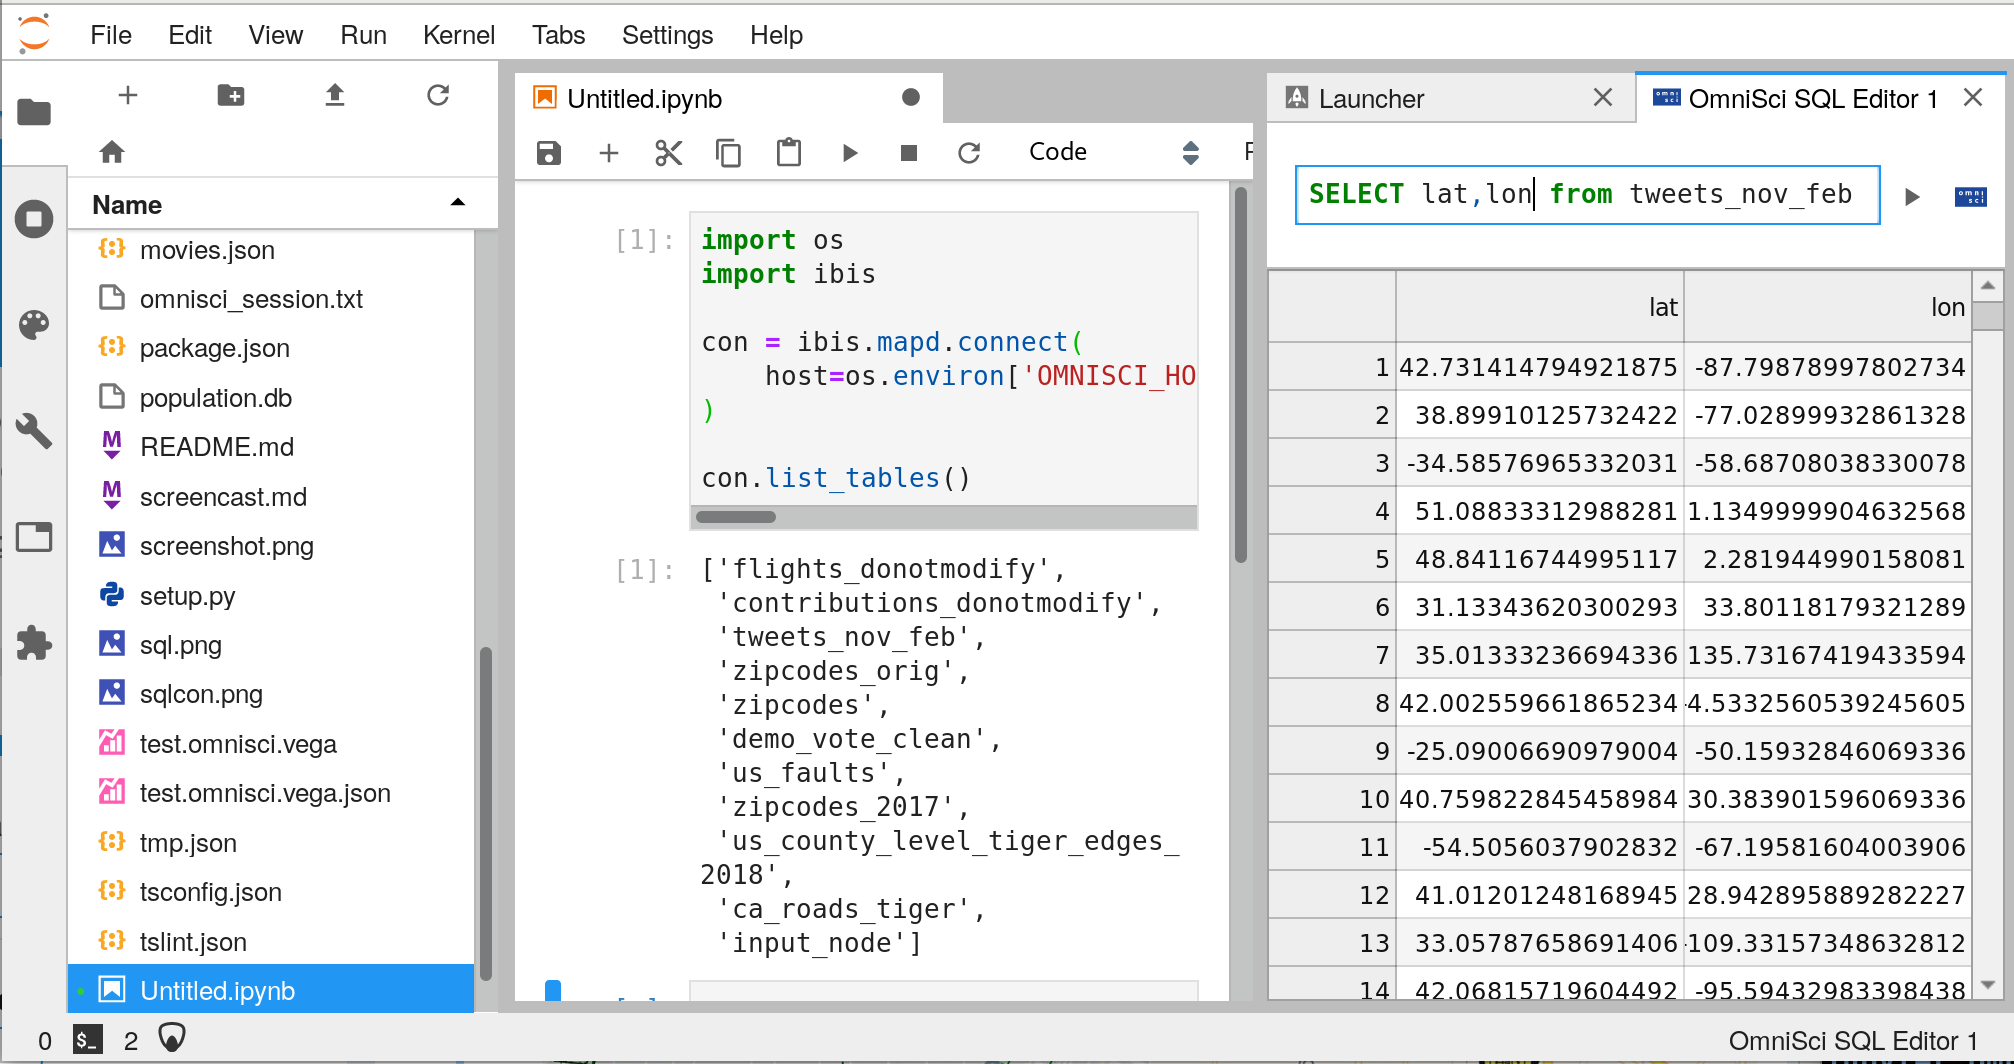 File Edit View Run Kernel Tabs Settings Help
Name
movies.json
omnisci_session.txt
package.json
population.db
README.md
screencast.md
screenshot.png
setup.py
sql.png
sqlcon.png
test.omnisci.vega
test.omnisci.vega.json
tmp.json
tsconfig.json
tslint.json
Untitled.ipynb
Untitled.ipynb
Code
[1]:
import os
import ibis
con = ibis.mapd.connect(
host=os.environ['OMNISCI_HO
)
con.list_tables()
[1]:
['flights_donotmodify',
'contributions_donotmodify',
'tweets_nov_feb',
'zipcodes_orig',
'zipcodes',
'demo_vote_clean',
'us_faults',
'zipcodes_2017',
'us_county_level_tiger_edges_
2018',
'ca_roads_tiger',
'input_node']
Launcher
OmniSci SQL Editor 1
SELECT lat,lon from tweets_nov_feb
omni sci
lat lon
1 42.731414794921875 -87.79878997802734
2 38.89910125732422 -77.02899932861328
3 -34.58576965332031 -58.68708038330078
4 51.08833312988281 1.1349999904632568
5 48.84116744995117 2.281944990158081
6 31.13343620300293 33.80118179321289
7 35.01333236694336 135.73167419433594
8 42.002559661865234 -4.5332560539245605
9 -25.09006690979004 -50.15932846069336
10 40.759822845458984 30.383901596069336
11 -54.5056037902832 -67.19581604003906
12 41.01201248168945 28.942895889282227
13 33.05787658691406 -109.33157348632812
14 42.06815719604492 -95.59432983398438
0 $_ 2
OmniSci SQL Editor 1